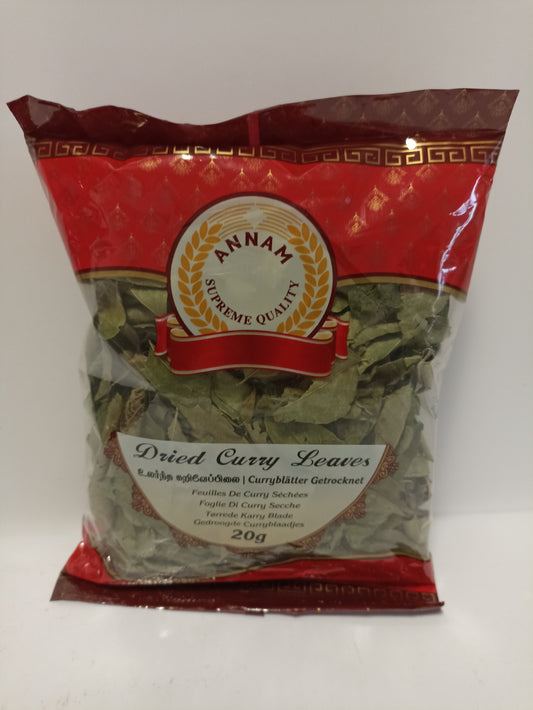 ANNAM
SUPREME QUALITY
Dried Curry Leaves
உலர்ந்த கறிவேப்பிலை | Curryblätter Getrocknet
Feuilles De Curry Séchées
Foglie Di Curry Secche
Tørrede Karry Blade
Gedroogde Curryblaadjes
20g